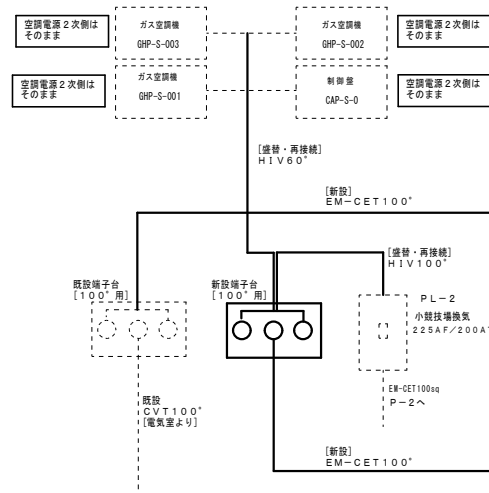 空調電源２次側は
そのまま
ガス空調機
GHP-S-003
ガス空調機
GHP-S-002
空調電源２次側は
そのまま
空調電源２次側は
そのまま
ガス空調機
GHP-S-001
制御盤
CAP-S-0
空調電源２次側は
そのまま
[盛替・再接続]
ＨＩＶ60°
[新設]
ＥＭ－ＣＥＴ100°
[盛替・再接続]
ＨＩＶ100°
既設端子台
[100°用]
新設端子台
[100°用]
ＰＬ－２
小競技場換気
225AF／200AT
既設
ＣＶＴ100°
[電気室より]
EM-CET100sq
Ｐ－２へ
[新設]
ＥＭ－ＣＥＴ100°